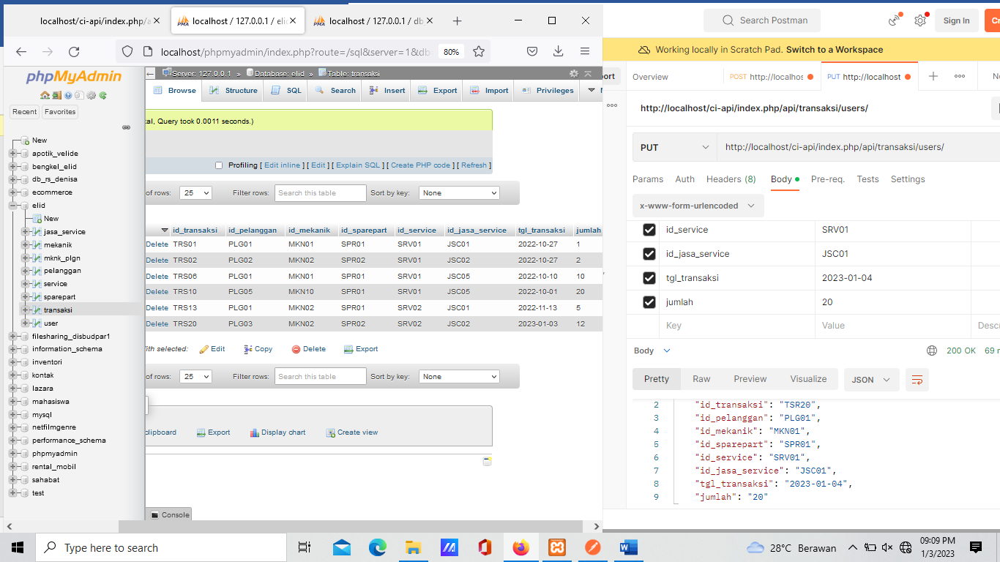 localhost/ci-api/index.php/a
localhost / 127.0.0.1 / elid
localhost / 127.0.0.1 / db
localhost/phpmyadmin/index.php?route=/sql&server=1&db
80%
phpMyAdmin
Recent
Favorites
New
apotik_velide
bengkel_elid
db_rs_denisa
ecommerce
elid
New
jasa_service
mekanik
mknk_plgn
pelanggan
service
sparepart
transaksi
user
filesharing_disbudpar1
information_schema
inventori
kontak
lazara
mahasiswa
mysql
netfilmgenre
performance_schema
phpmyadmin
rental_mobil
sahabat
test
Server: 127.0.0.1 » Database: elid » Table: transaksi
Browse Structure SQL Search Insert Export Import Privileges
tal, Query took 0.0011 seconds.)
Profiling [ Edit inline ] [ Edit ] [ Explain SQL ] [ Create PHP code ] [ Refresh ]
of rows: 25 Filter rows: Search this table Sort by key: None
id_transaksi id_pelanggan id_mekanik id_sparepart id_service id_jasa_service tgl_transaksi jumlah
Delete TRS01 PLG01 MKN01 SPR01 SRV01 JSC01 2022-10-27 1
Delete TRS02 PLG02 MKN02 SPR02 SRV01 JSC02 2022-10-27 2
Delete TRS06 PLG01 MKN01 SPR01 SRV01 JSC05 2022-10-10 10
Delete TRS10 PLG05 MKN10 SPR01 SRV01 JSC05 2022-10-01 20
Delete TRS13 PLG01 MKN02 SPR01 SRV02 JSC01 2022-11-13 5
Delete TRS20 PLG03 MKN02 SPR02 SRV02 JSC02 2023-01-03 12
With selected: Edit Copy Delete Export
of rows: 25 Filter rows: Search this table Sort by key: None
clipboard Export Display chart Create view
Console
Search Postman
Sign In
Cr
Working locally in Scratch Pad. Switch to a Workspace
port
Overview
POST http://localhos
PUT http://localhost
No
http://localhost/ci-api/index.php/api/transaksi/users/
PUT
http://localhost/ci-api/index.php/api/transaksi/users/
Params Auth Headers (8) Body Pre-req. Tests Settings
x-www-form-urlencoded
id_service SRV01
id_jasa_service JSC01
tgl_transaksi 2023-01-04
jumlah 20
Key Value Descr
Body 200 OK 69 m
Pretty Raw Preview Visualize JSON
2 "id_transaksi": "TSR20",
3 "id_pelanggan": "PLG01",
4 "id_mekanik": "MKN01",
5 "id_sparepart": "SPR01",
6 "id_service": "SRV01",
7 "id_jasa_service": "JSC01",
8 "tgl_transaksi": "2023-01-04",
9 "jumlah": "20"
Type here to search
28°C Berawan
09:09 PM
1/3/2023